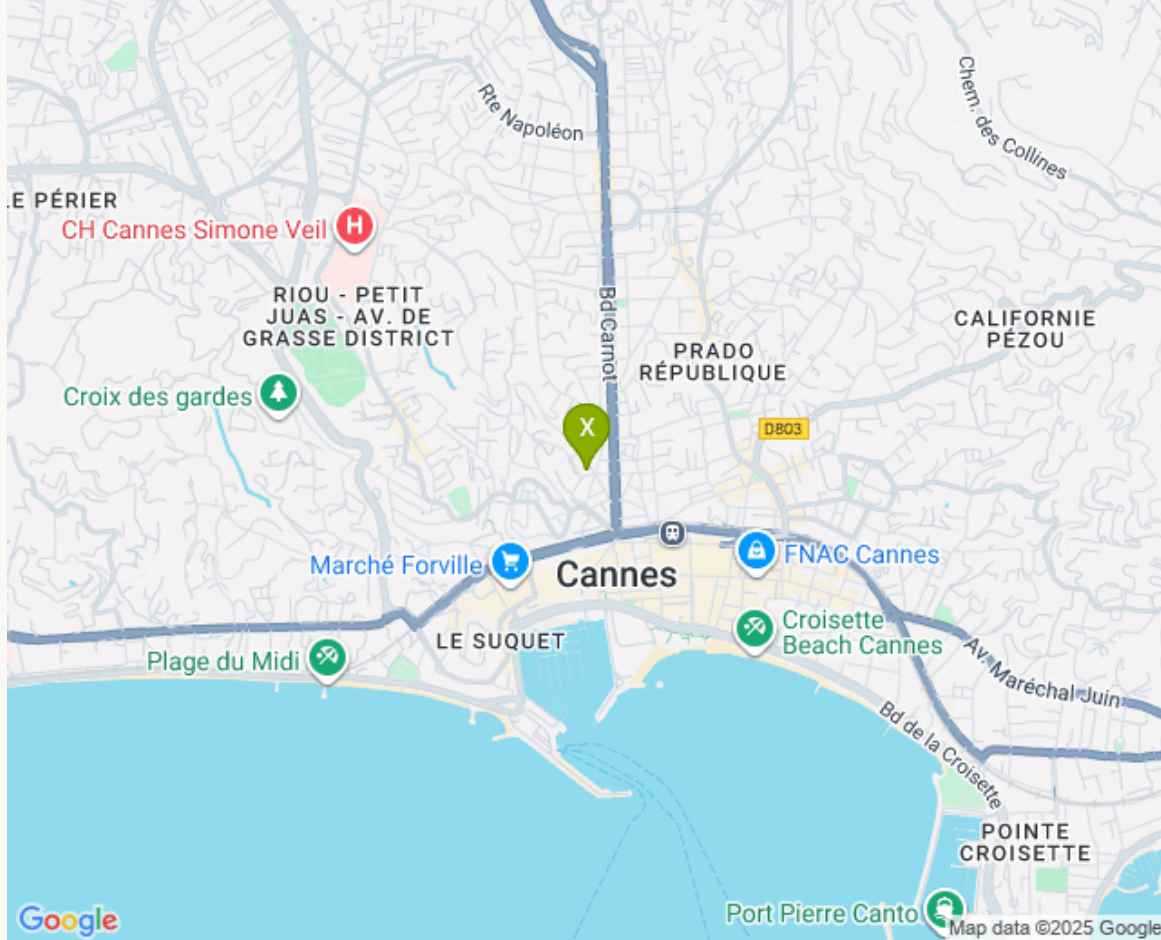 Chem. des Collines
Rte Napoléon
LE PÉRIER
CH Cannes Simone Veil
H
RIOU - PETIT
JUAS - AV. DE
GRASSE DISTRICT
Bd Carnot
CALIFORNIE
PÉZOU
PRADO
RÉPUBLIQUE
Croix des gardes
X
D803
Marché Forville
Cannes
FNAC Cannes
LE SUQUET
Croisette
Beach Cannes
Plage du Midi
Av. Maréchal Juin
Bd de la Croisette
POINTE
CROISETTE
Port Pierre Canto
Google
Map data ©2025 Google